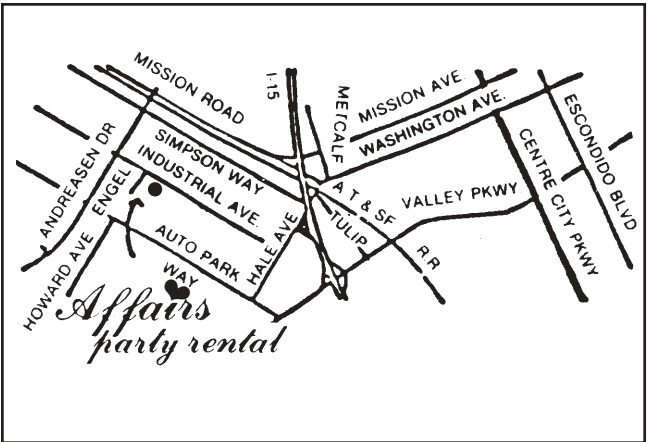 MISSION ROAD
I-15
METCALF
MISSION AVE.
WASHINGTON AVE.
ESCONDIDO BLVD
ANDREASEN DR
SIMPSON WAY
INDUSTRIAL AVE.
ENGEL
A T & SF
R R
VALLEY PKWY
CENTRE CITY PKWY
TULIP
HALE AVE
HOWARD AVE
AUTO PARK
WAY
Affairs
party rental